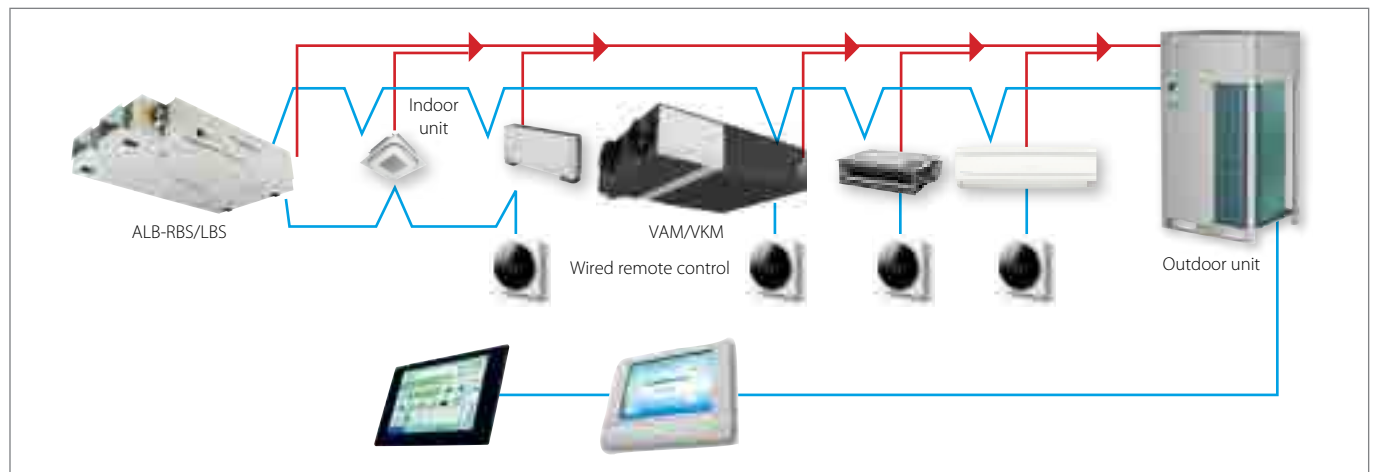 Indoor
unit
ALB-RBS/LBS
VAM/VKM
Wired remote control
Outdoor unit